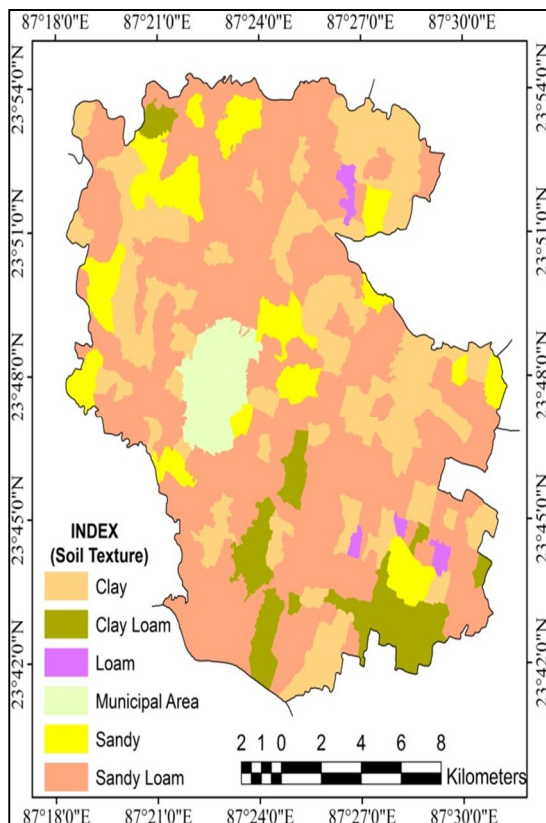 87°18'0"E 87°21'0"E 87°24'0"E 87°27'0"E 87°30'0"E
23°54'0"N 23°54'0"N
23°51'0"N 23°51'0"N
23°48'0"N 23°48'0"N
23°45'0"N 23°45'0"N
23°42'0"N 23°42'0"N
INDEX
(Soil Texture)
Clay
Clay Loam
Loam
Municipal Area
Sandy
Sandy Loam
2 1 0 2 4 6 8
Kilometers
87°18'0"E 87°21'0"E 87°24'0"E 87°27'0"E 87°30'0"E